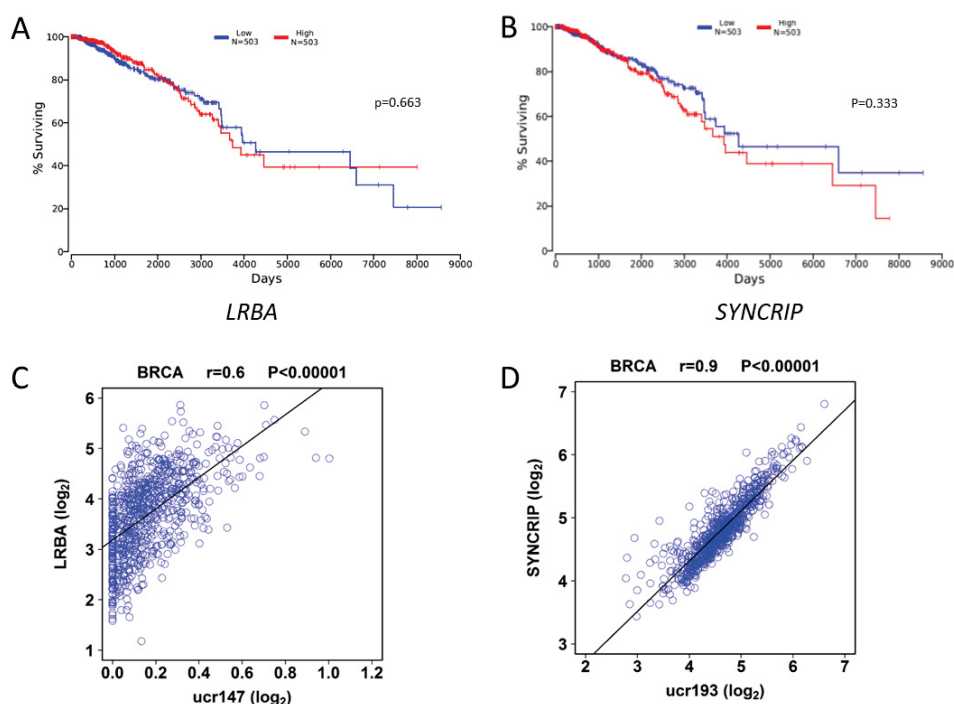 A
B
Low
N=503
High
N=503
Low
N=503
High
N=503
p=0.663
P=0.333
% Surviving
100
80
60
40
20
0
% Surviving
100
80
60
40
20
0
0 1000 2000 3000 4000 5000 6000 7000 8000 9000
Days
0 1000 2000 3000 4000 5000 6000 7000 8000 9000
Days
LRBA
SYNCRIP
C
D
BRCA r=0.6 P<0.00001
BRCA r=0.9 P<0.00001
LRBA (log2)
6
5
4
3
2
1
0.0 0.2 0.4 0.6 0.8 1.0 1.2
ucr147 (log2)
SYNCRIP (log2)
7
6
5
4
3
2 3 4 5 6 7
ucr193 (log2)